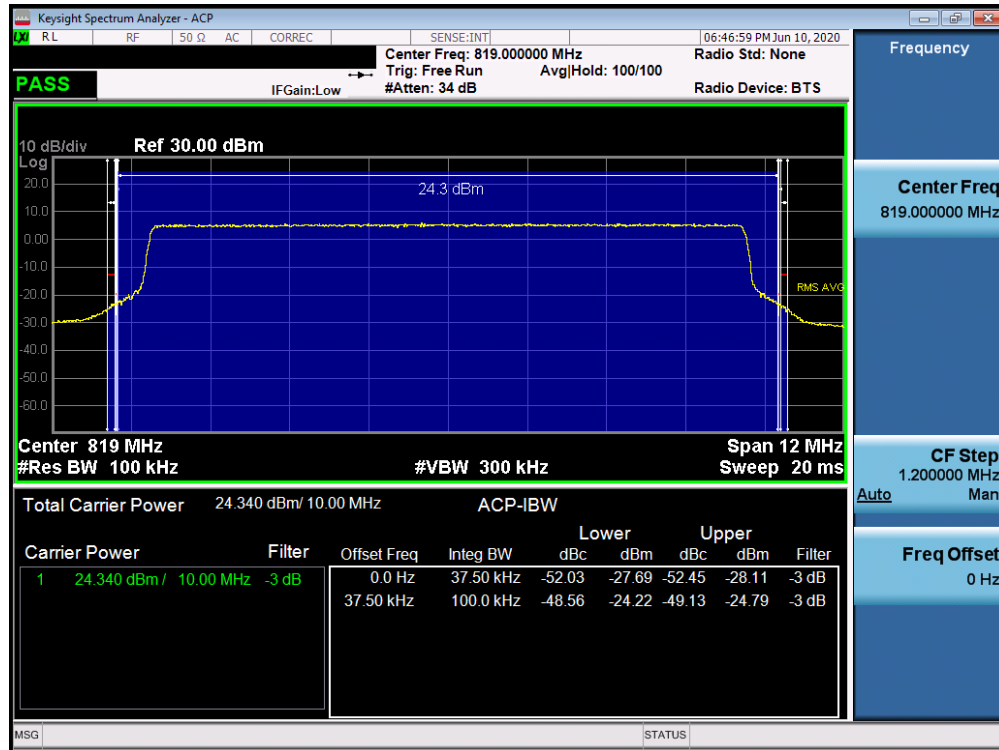 Keysight Spectrum Analyzer - ACP
LXI RL RF 50 Ω AC CORREC SENSE:INT 06:46:59 PM Jun 10, 2020
Center Freq: 819.000000 MHz Radio Std: None
Trig: Free Run Avg|Hold: 100/100
PASS IFGain:Low #Atten: 34 dB Radio Device: BTS
10 dB/div Ref 30.00 dBm
Log
20.0
10.0
0.00
-10.0
-20.0
-30.0
-40.0
-50.0
-60.0
24.3 dBm
RMS AVG
Center 819 MHz Span 12 MHz
#Res BW 100 kHz #VBW 300 kHz Sweep 20 ms
Total Carrier Power 24.340 dBm/ 10.00 MHz ACP-IBW
Lower Upper
Carrier Power Filter Offset Freq Integ BW dBc dBm dBc dBm Filter
1 24.340 dBm / 10.00 MHz -3 dB 0.0 Hz 37.50 kHz -52.03 -27.69 -52.45 -28.11 -3 dB
37.50 kHz 100.0 kHz -48.56 -24.22 -49.13 -24.79 -3 dB
MSG STATUS
Frequency
Center Freq
819.000000 MHz
CF Step
1.200000 MHz
Auto Man
Freq Offset
0 Hz